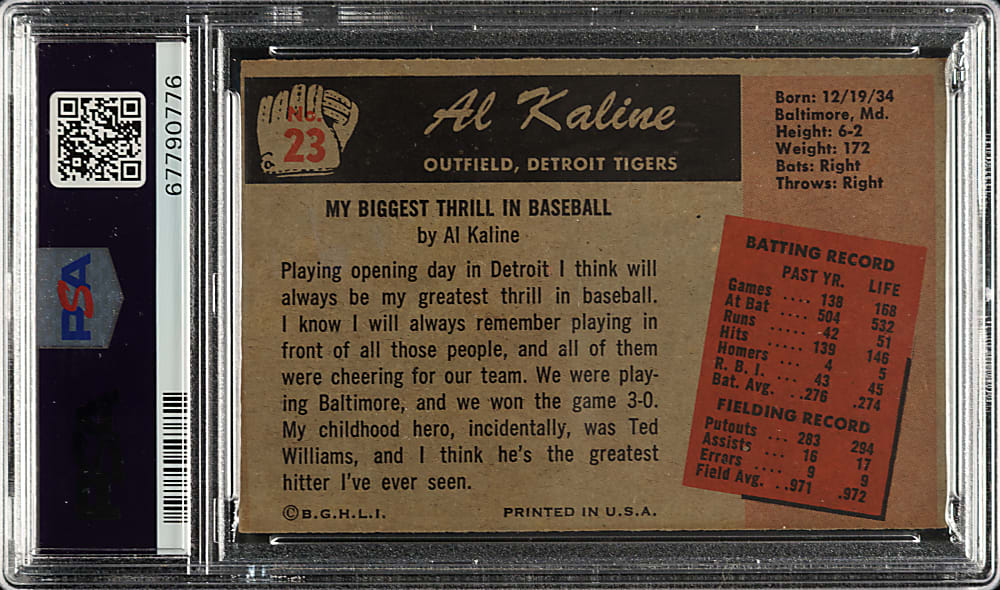 PSA
67790776
No.
23
Al Kaline
OUTFIELD, DETROIT TIGERS
Born: 12/19/34
Baltimore, Md.
Height: 6-2
Weight: 172
Bats: Right
Throws: Right
MY BIGGEST THRILL IN BASEBALL
by Al Kaline
Playing opening day in Detroit I think will
always be my greatest thrill in baseball.
I know I will always remember playing in
front of all those people, and all of them
were cheering for our team. We were play-
ing Baltimore, and we won the game 3-0.
My childhood hero, incidentally, was Ted
Williams, and I think he's the greatest
hitter I've ever seen.
©B.G.H.L.I.
PRINTED IN U.S.A.
BATTING RECORD
PAST YR. LIFE
Games .... 138 168
At Bat .... 504 532
Runs ..... 42 51
Hits ..... 139 146
Homers .... 4 5
R. B. I. ... 43 45
Bat. Avg. ..276 .274
FIELDING RECORD
Putouts ... 283 294
Assists ... 16 17
Errars .... 9 9
Field Avg. ..971 .972